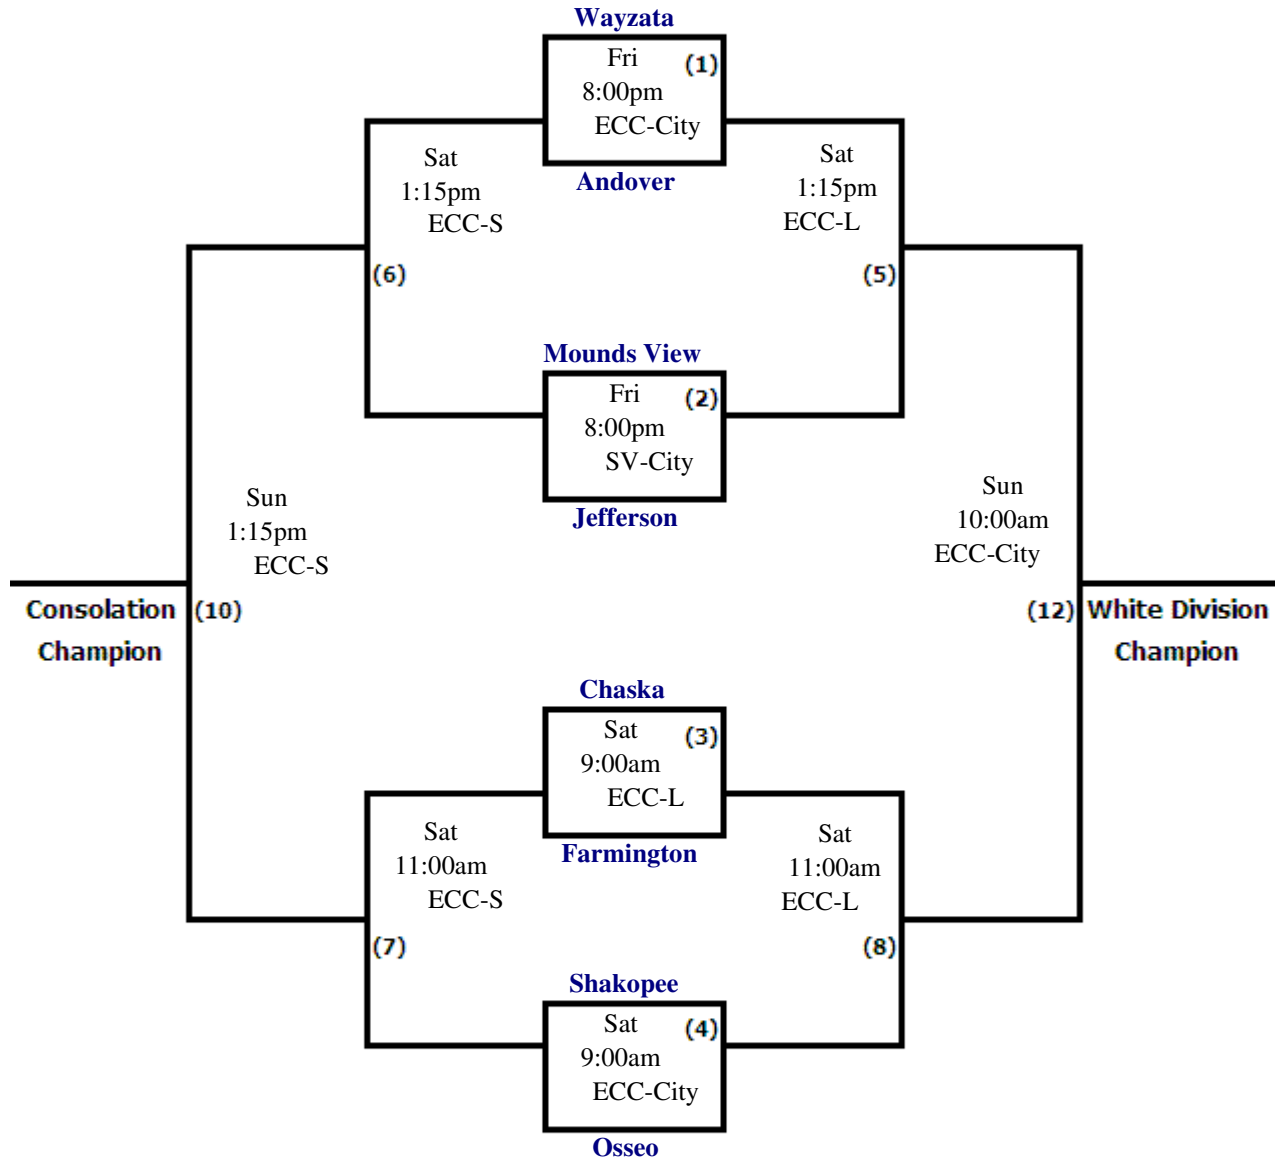 Wayzata
Fri (1)
8:00pm
ECC-City
Andover
Sat
1:15pm
ECC-S
(6)
Sat
1:15pm
ECC-L
(5)
Mounds View
Fri (2)
8:00pm
SV-City
Jefferson
Sun
1:15pm
ECC-S
Consolation (10)
Champion
Sun
10:00am
ECC-City
(12) White Division
Champion
Chaska
Sat (3)
9:00am
ECC-L
Farmington
Sat
11:00am
ECC-S
(7)
Sat
11:00am
ECC-L
(8)
Shakopee
Sat (4)
9:00am
ECC-City
Osseo